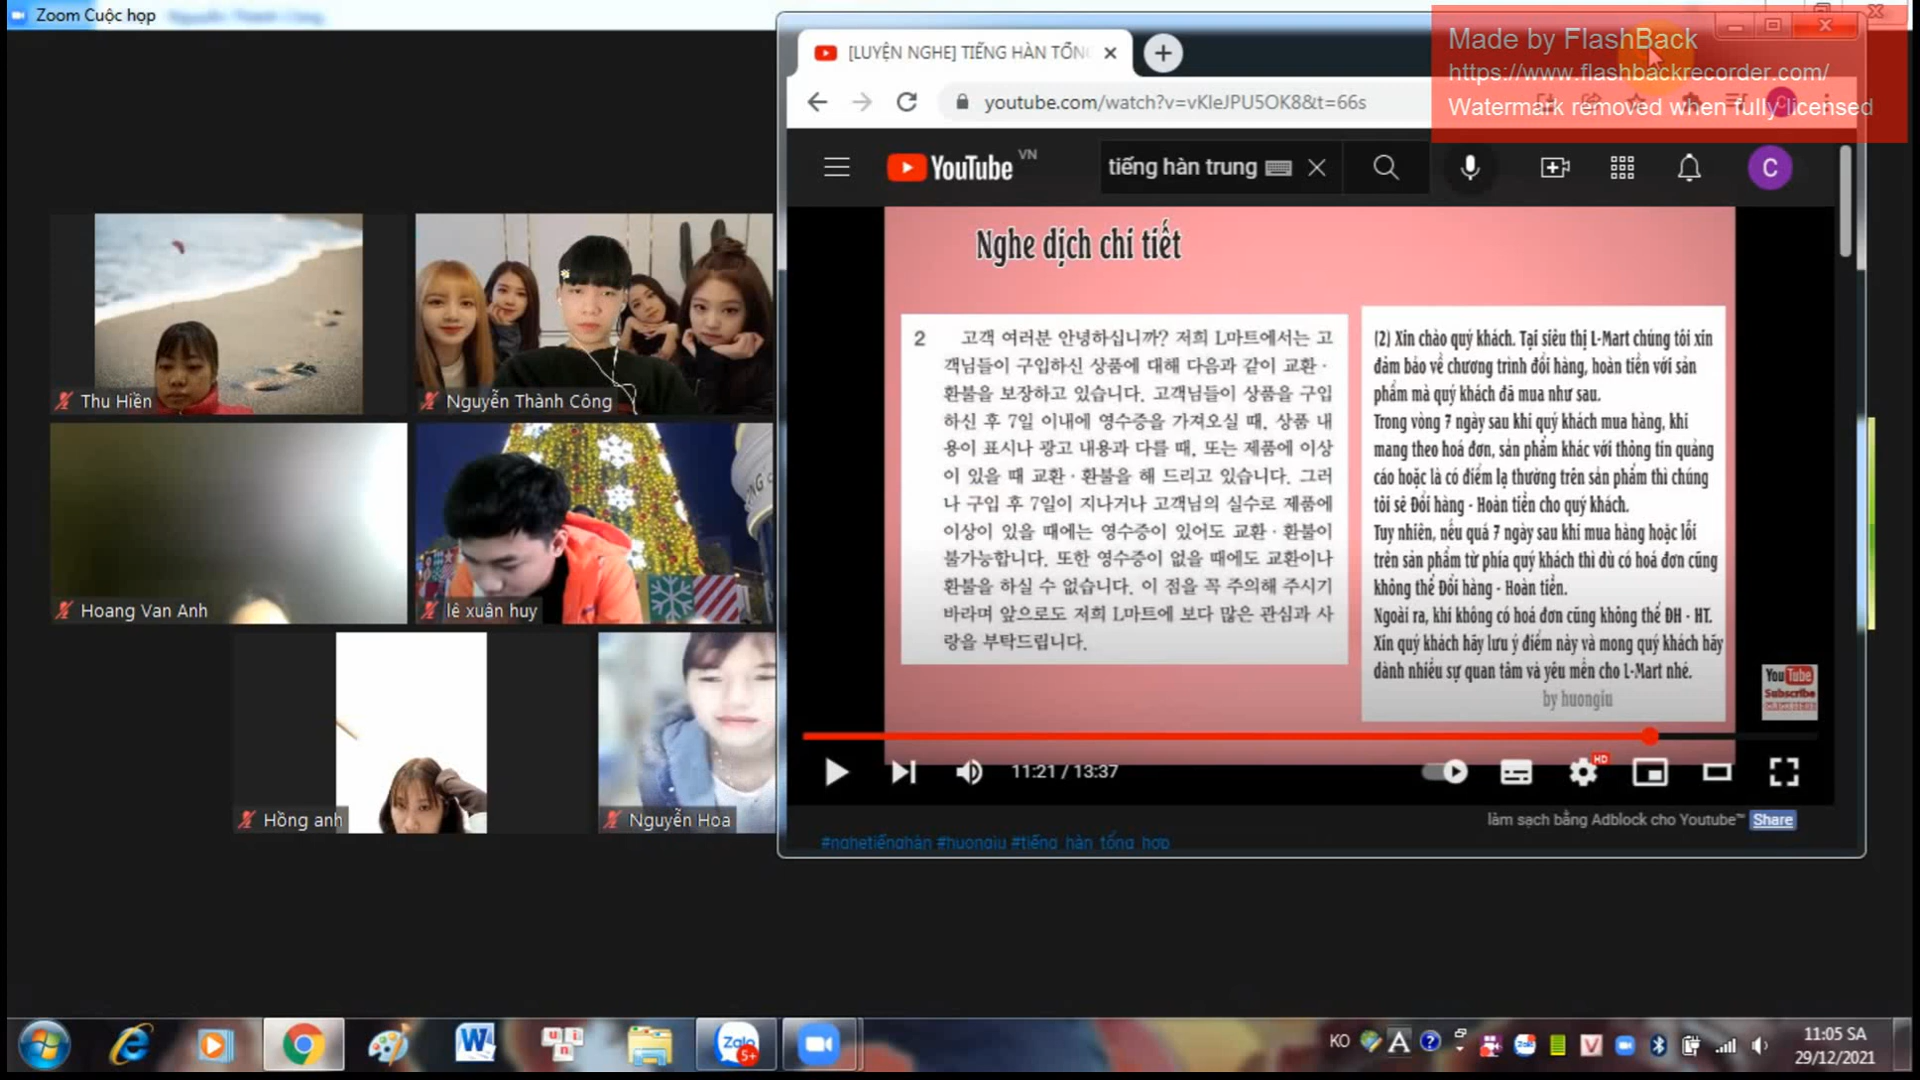 Zoom Cuộc họp
[LUYỆN NGHE] TIẾNG HÀN TỔNG
youtube.com/watch?v=vKleJPU5OK8&t=66s
Made by FlashBack
https://www.flashbackrecorder.com/
Watermark removed when fully licensed
YouTube VN
tiếng hàn trung
C
Nghe dịch chi tiết
2 고객 여러분 안녕하십니까? 저희 L마트에서는 고
객님들이 구입하신 상품에 대해 다음과 같이 교환·
환불을 보장하고 있습니다. 고객님들이 상품을 구입
하신 후 7일 이내에 영수증을 가져오실 때, 상품 내
용이 표시나 광고 내용과 다를 때, 또는 제품에 이상
이 있을 때 교환·환불을 해 드리고 있습니다. 그러
나 구입 후 7일이 지나거나 고객님의 실수로 제품에
이상이 있을 때에는 영수증이 있어도 교환·환불이
불가능합니다. 또한 영수증이 없을 때에도 교환이나
환불을 하실 수 없습니다. 이 점을 꼭 주의해 주시기
바라며 앞으로도 저희 L마트에 보다 많은 관심과 사
랑을 부탁드립니다.
(2) Xin chào quý khách. Tại siêu thị L-Mart chúng tôi xin
đảm bảo về chương trình đổi hàng, hoàn tiền với sản
phẩm mà quý khách đã mua như sau.
Trong vòng 7 ngày sau khi quý khách mua hàng, khi
mang theo hoá đơn, sản phẩm khác với thông tin quảng
cáo hoặc là có điểm lạ thường trên sản phẩm thì chúng
tôi sẽ Đổi hàng - Hoàn tiền cho quý khách.
Tuy nhiên, nếu quá 7 ngày sau khi mua hàng hoặc lỗi
trên sản phẩm từ phía quý khách thì dù có hoá đơn cũng
không thể Đổi hàng - Hoàn tiền.
Ngoài ra, khi không có hoá đơn cũng không thể ĐH - HT.
Xin quý khách hãy lưu ý điểm này và mong quý khách hãy
dành nhiều sự quan tâm và yêu mến cho L-Mart nhé.
by huongiu
You Tube
Subscribe
11:21 / 13:37
HD
làm sạch bằng Adblock cho Youtube™ Share
#nghetiếnghàn #huongiu #tiếng_hàn_tổng_hợp
Thu Hiền
Nguyễn Thành Công
Hoang Van Anh
lê xuân huy
Hồng anh
Nguyễn Hoa
Zalo
5+
KO
11:05 SA
29/12/2021